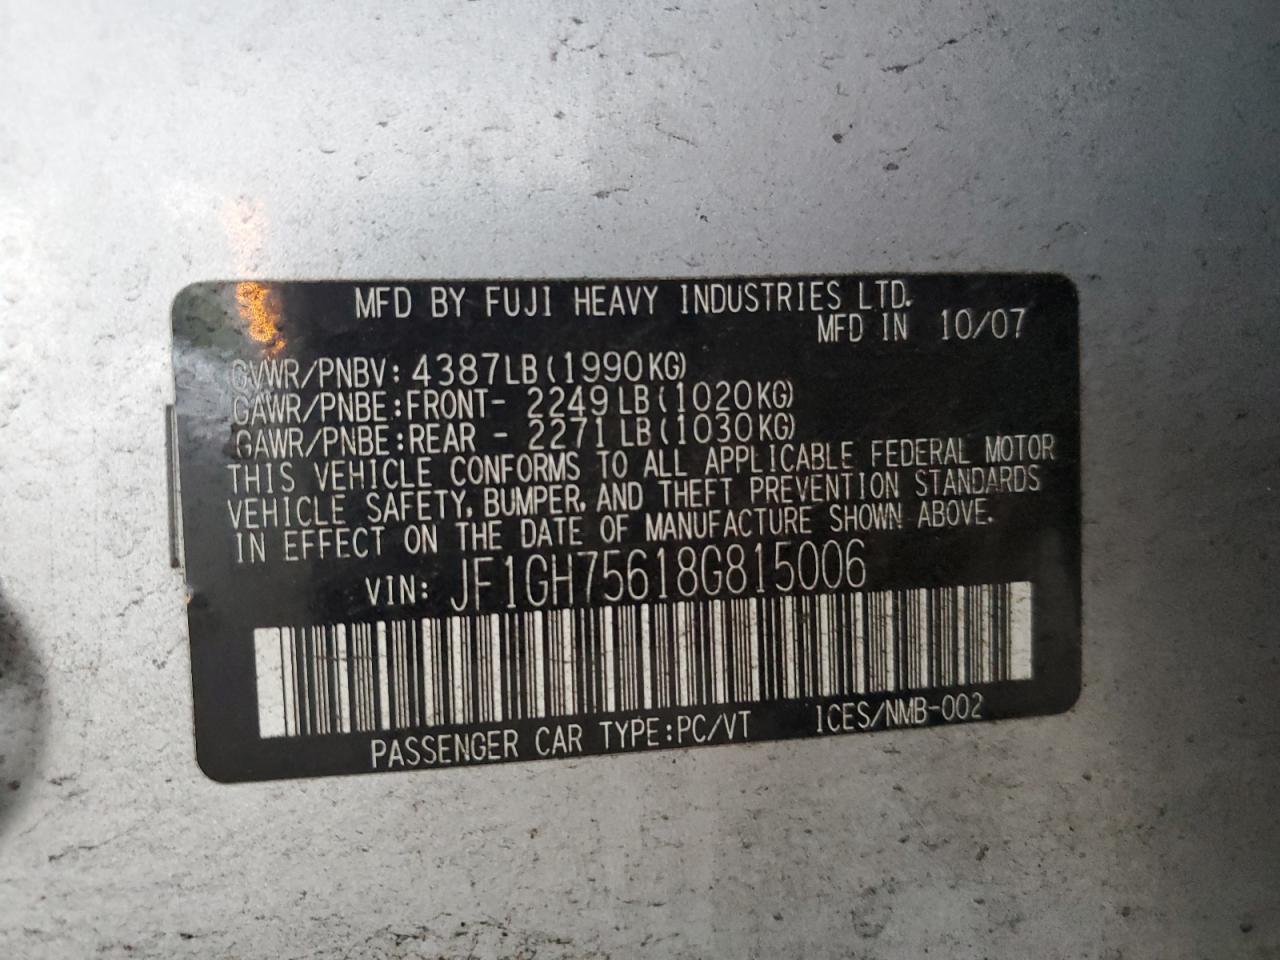 MFD BY FUJI HEAVY INDUSTRIES LTD.
MFD IN 10/07
GVWR/PNBV: 4387LB(1990KG)
GAWR/PNBE:FRONT- 2249LB(1020KG)
GAWR/PNBE:REAR - 2271LB(1030KG)
THIS VEHICLE CONFORMS TO ALL APPLICABLE FEDERAL MOTOR
VEHICLE SAFETY, BUMPER, AND THEFT PREVENTION STANDARDS
IN EFFECT ON THE DATE OF MANUFACTURE SHOWN ABOVE.
VIN: JF1GH75618G815006
PASSENGER CAR TYPE:PC/VT ICES/NMB-002